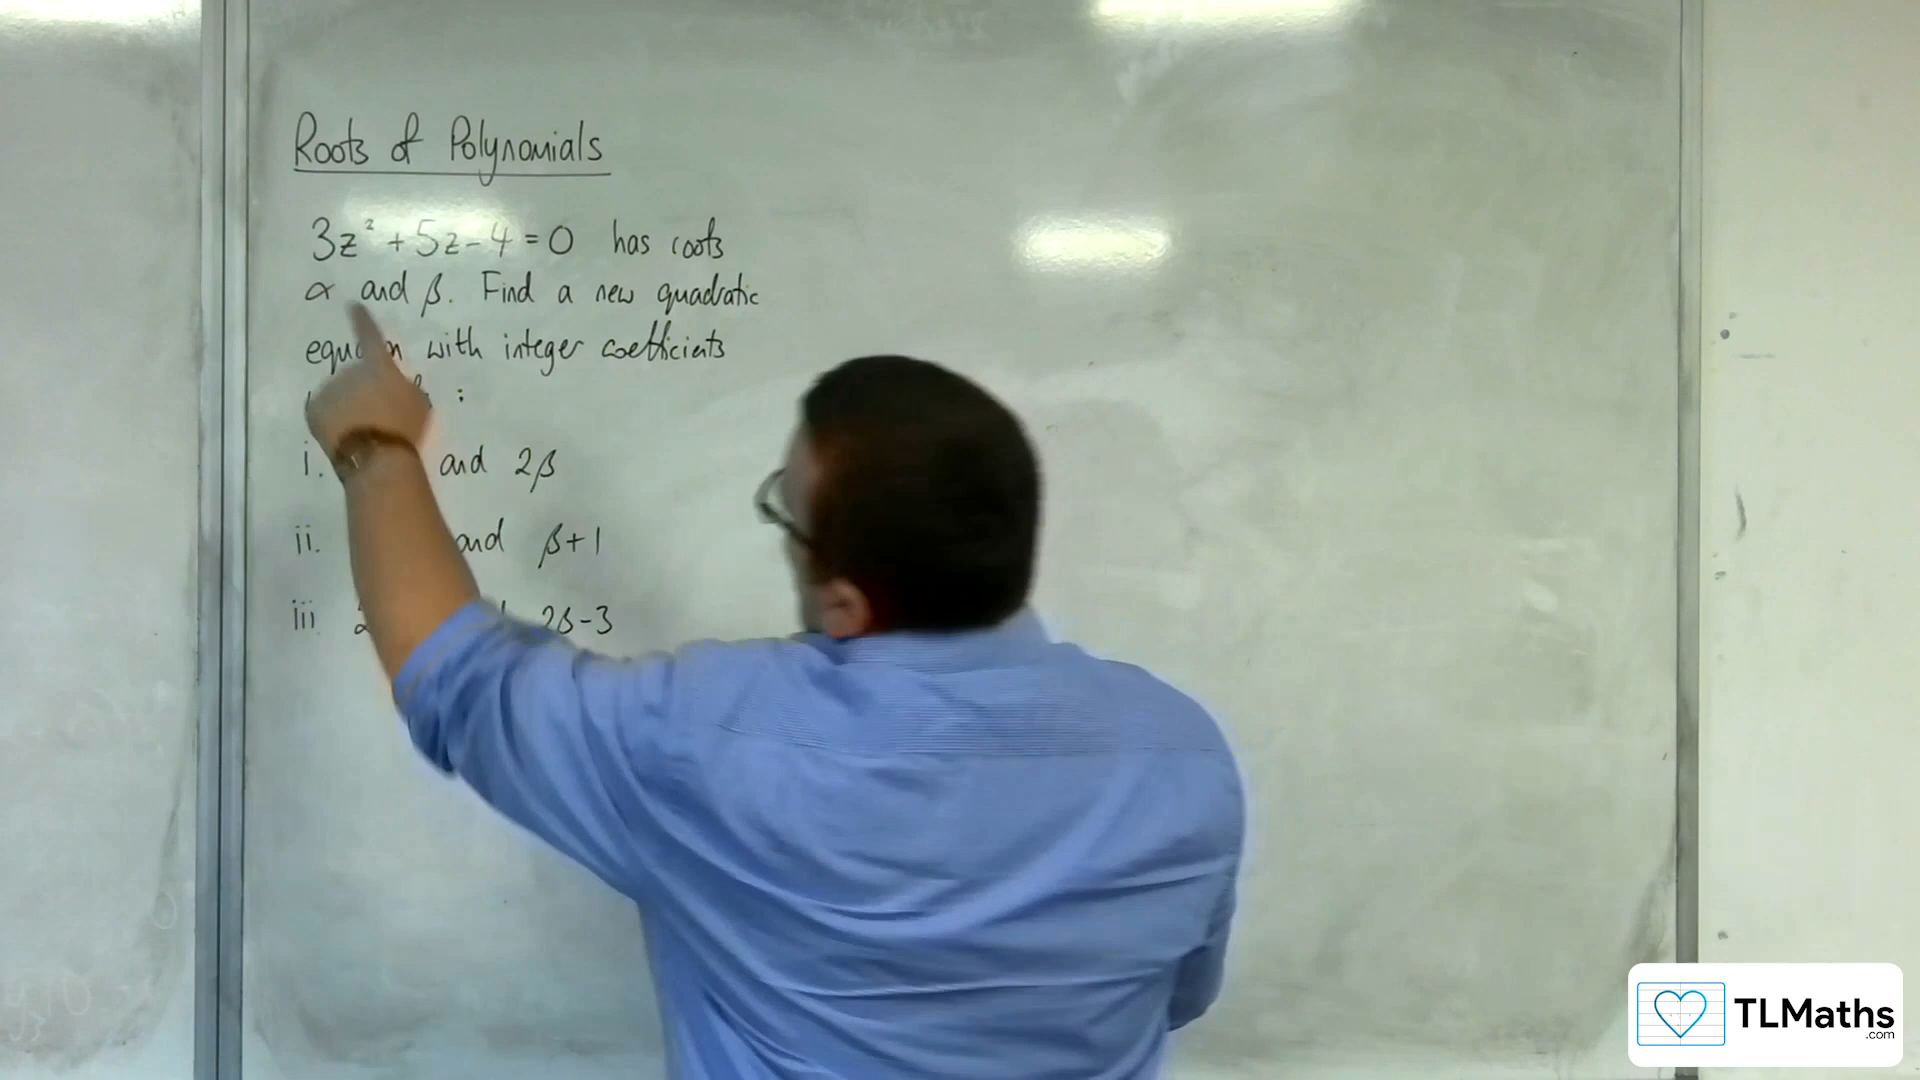 Roots of Polynomials
3z² + 5z - 4 = 0 has roots
α and β. Find a new quadratic
with integer coefficients
:
i. and 2β
ii. and β+1
iii 2β-3
TLMaths
.com